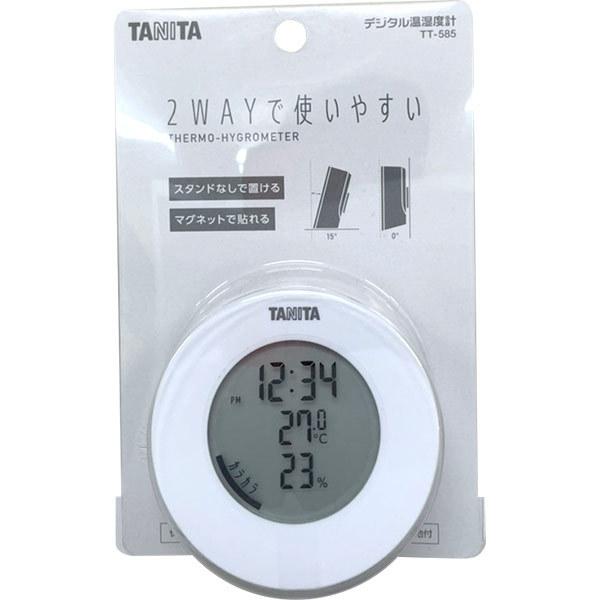 TANITA
デジタル温湿度計
TT-585
2WAYで使いやすい
THERMO-HYGROMETER
スタンドなしで置ける
マグネットで貼れる
15°
0°
TANITA
12:34
PM
27.0
°C
23%
カラカラ